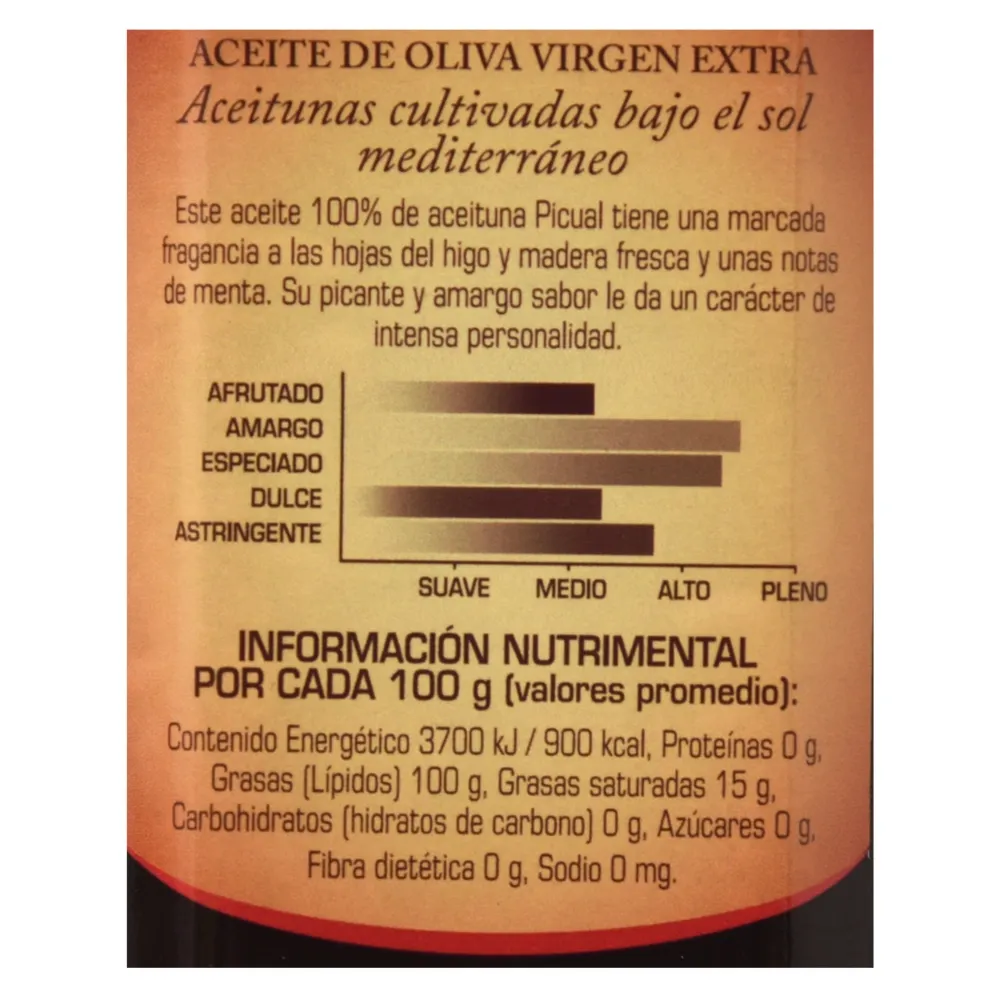 ACEITE DE OLIVA VIRGEN EXTRA
Aceitunas cultivadas bajo el sol
mediterráneo
Este aceite 100% de aceituna Picual tiene una marcada
fragancia a las hojas del higo y madera fresca y unas notas
de menta. Su picante y amargo sabor le da un carácter de
intensa personalidad.
AFRUTADO
AMARGO
ESPECIADO
DULCE
ASTRINGENTE
SUAVE MEDIO ALTO PLENO
INFORMACIÓN NUTRIMENTAL
POR CADA 100 g (valores promedio):
Contenido Energético 3700 kJ / 900 kcal, Proteínas 0 g,
Grasas (Lípidos) 100 g, Grasas saturadas 15 g,
Carbohidratos (hidratos de carbono) 0 g, Azúcares 0 g,
Fibra dietética 0 g, Sodio 0 mg.